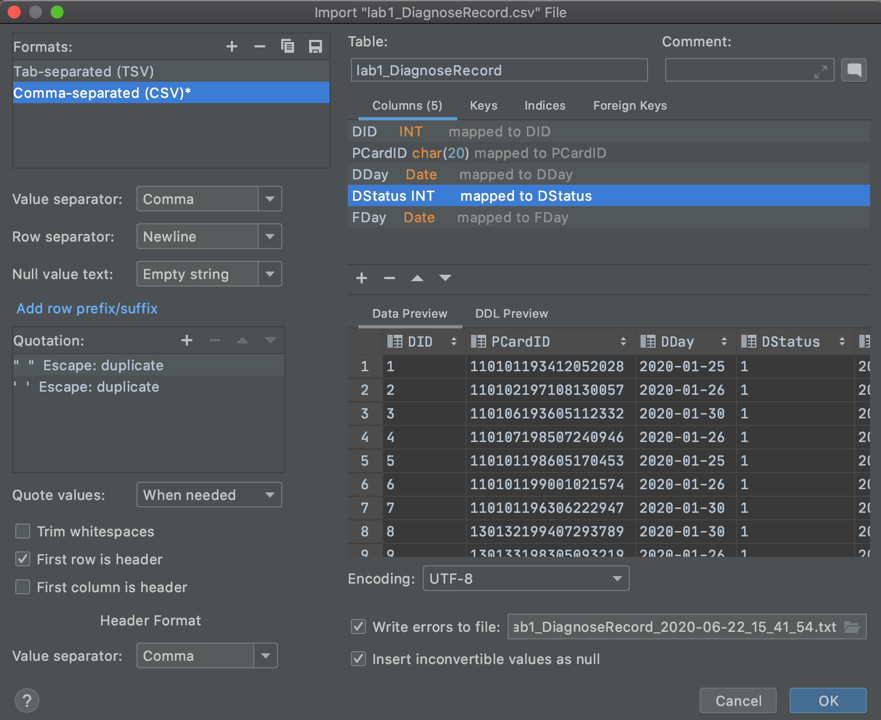 Import "lab1_DiagnoseRecord.csv" File
Formats:
Tab-separated (TSV)
Comma-separated (CSV)*
Value separator: Comma
Row separator: Newline
Null value text: Empty string
Add row prefix/suffix
Quotation:
" " Escape: duplicate
' ' Escape: duplicate
Quote values: When needed
Trim whitespaces
First row is header
First column is header
Header Format
Value separator: Comma
?
Table: Comment:
lab1_DiagnoseRecord
Columns (5) Keys Indices Foreign Keys
DID INT mapped to DID
PCardID char(20) mapped to PCardID
DDay Date mapped to DDay
DStatus INT mapped to DStatus
FDay Date mapped to FDay
Data Preview DDL Preview
DID PCardID DDay DStatus
1 1 110101193412052028 2020-01-25 1 20
2 2 110102197108130057 2020-01-26 1 20
3 3 110106193605112332 2020-01-30 1 20
4 4 110107198507240946 2020-01-26 1 20
5 5 110101198605170453 2020-01-25 1 20
6 6 110101199001021574 2020-01-26 1 20
7 7 110101196306222947 2020-01-30 1 20
8 8 130132199407293789 2020-01-30 1 20
9 9 130133198305093219 2020-01-26 1 20
Encoding: UTF-8
Write errors to file: ab1_DiagnoseRecord_2020-06-22_15_41_54.txt
Insert inconvertible values as null
Cancel OK